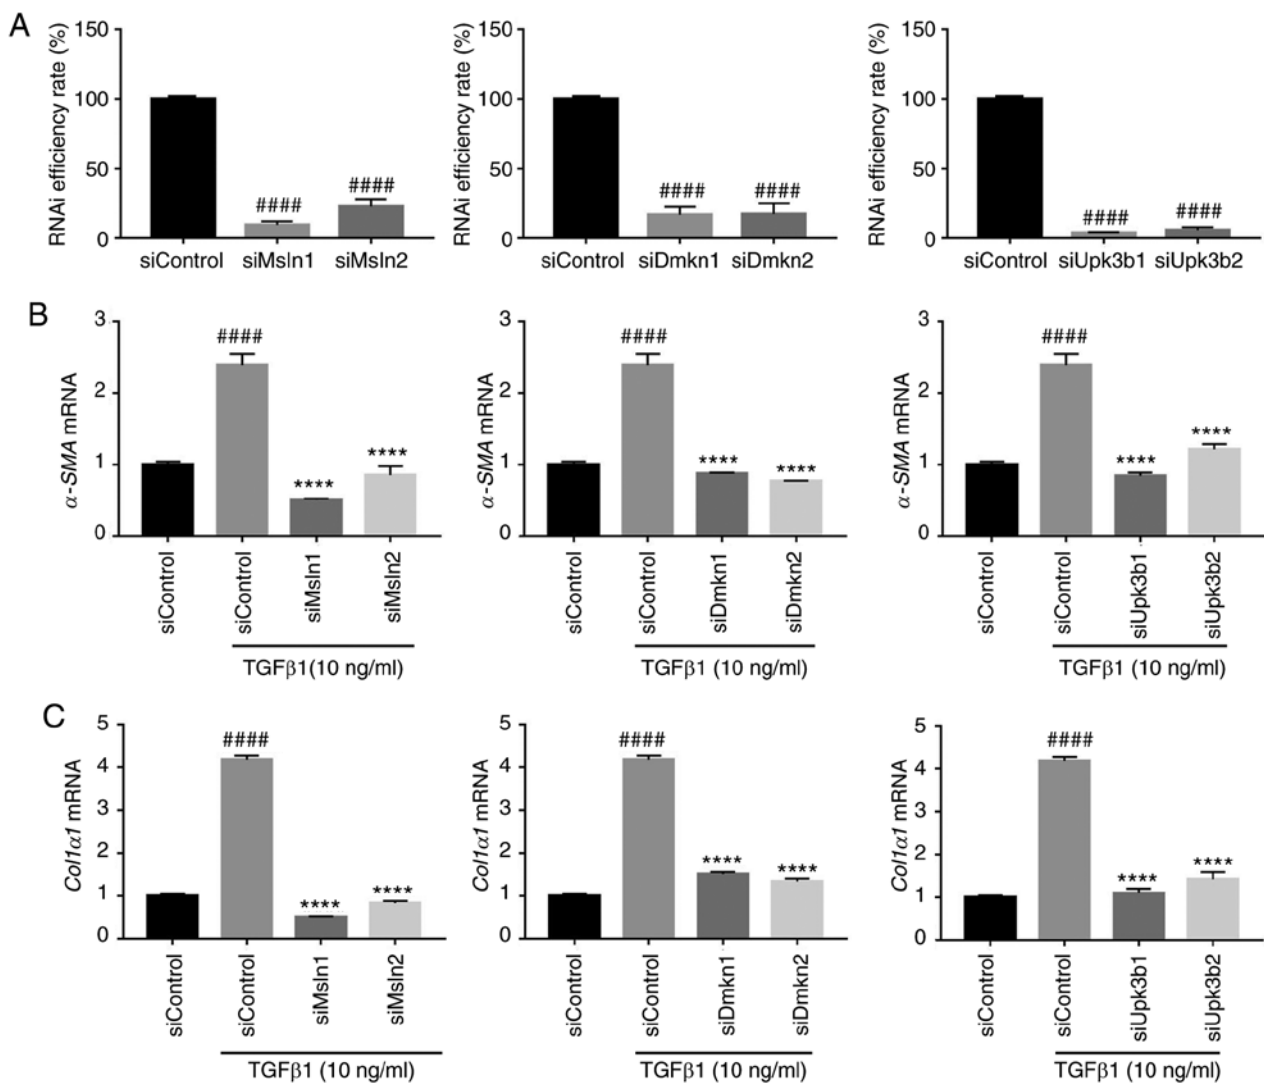 A
RNAi efficiency rate (%)
150
100
50
0
####
####
siControl siMsln1 siMsln2
RNAi efficiency rate (%)
150
100
50
0
####
####
siControl siDmkn1 siDmkn2
RNAi efficiency rate (%)
150
100
50
0
####
####
siControl siUpk3b1 siUpk3b2
B
α-SMA mRNA
3
2
1
0
####
****
****
siControl
siControl
siMsln1
siMsln2
TGFβ1(10 ng/ml)
α-SMA mRNA
3
2
1
0
####
****
****
siControl
siControl
siDmkn1
siDmkn2
TGFβ1 (10 ng/ml)
α-SMA mRNA
3
2
1
0
####
****
****
siControl
siControl
siUpk3b1
siUpk3b2
TGFβ1 (10 ng/ml)
C
Col1α1 mRNA
5
4
3
2
1
0
####
****
****
siControl
siControl
siMsln1
siMsln2
TGFβ1 (10 ng/ml)
Col1α1 mRNA
5
4
3
2
1
0
####
****
****
siControl
siControl
siDmkn1
siDmkn2
TGFβ1 (10 ng/ml)
Col1α1 mRNA
5
4
3
2
1
0
####
****
****
siControl
siControl
siUpk3b1
siUpk3b2
TGFβ1 (10 ng/ml)